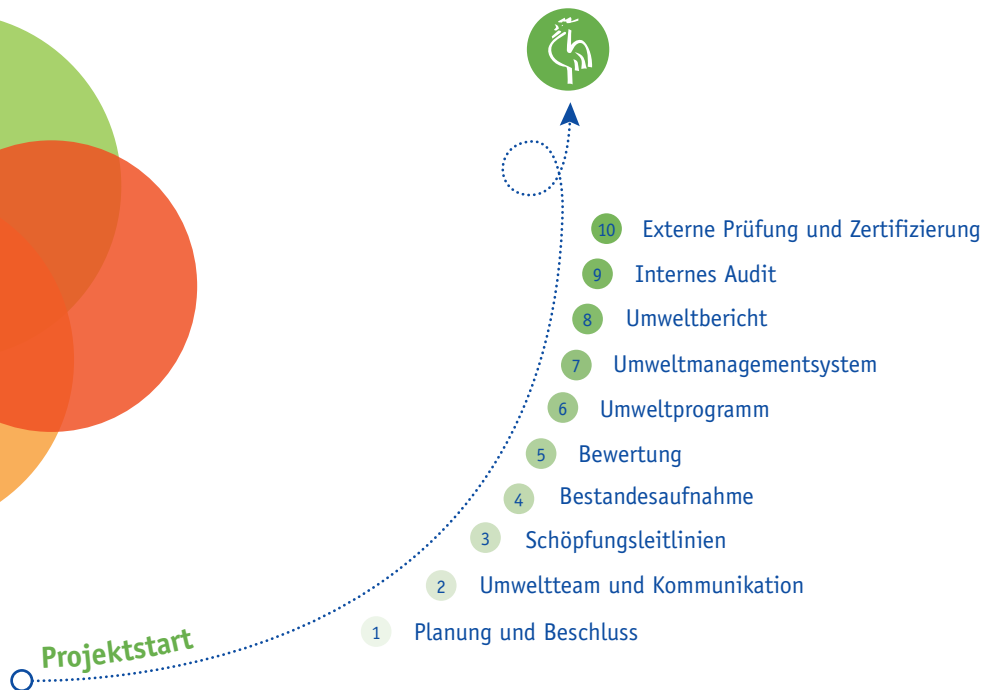 10 Externe Prüfung und Zertifizierung
9 Internes Audit
8 Umweltbericht
7 Umweltmanagementsystem
6 Umweltprogramm
5 Bewertung
4 Bestandesaufnahme
3 Schöpfungsleitlinien
2 Umweltteam und Kommunikation
1 Planung und Beschluss
Projektstart